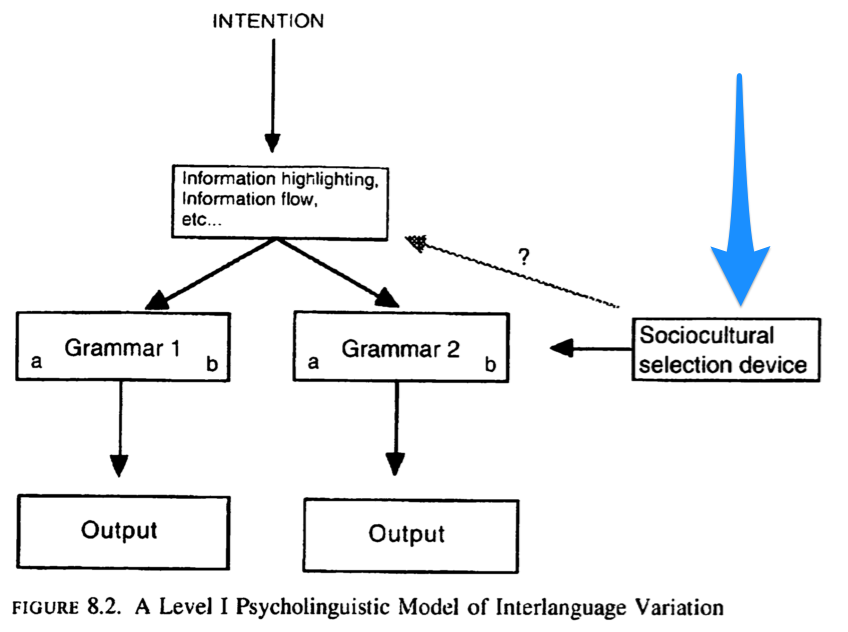 INTENTION
Information highlighting,
Information flow,
etc...
?
Grammar 1
a
b
Grammar 2
a
b
Sociocultural
selection device
Output
Output
FIGURE 8.2. A Level I Psycholinguistic Model of Interlanguage Variation